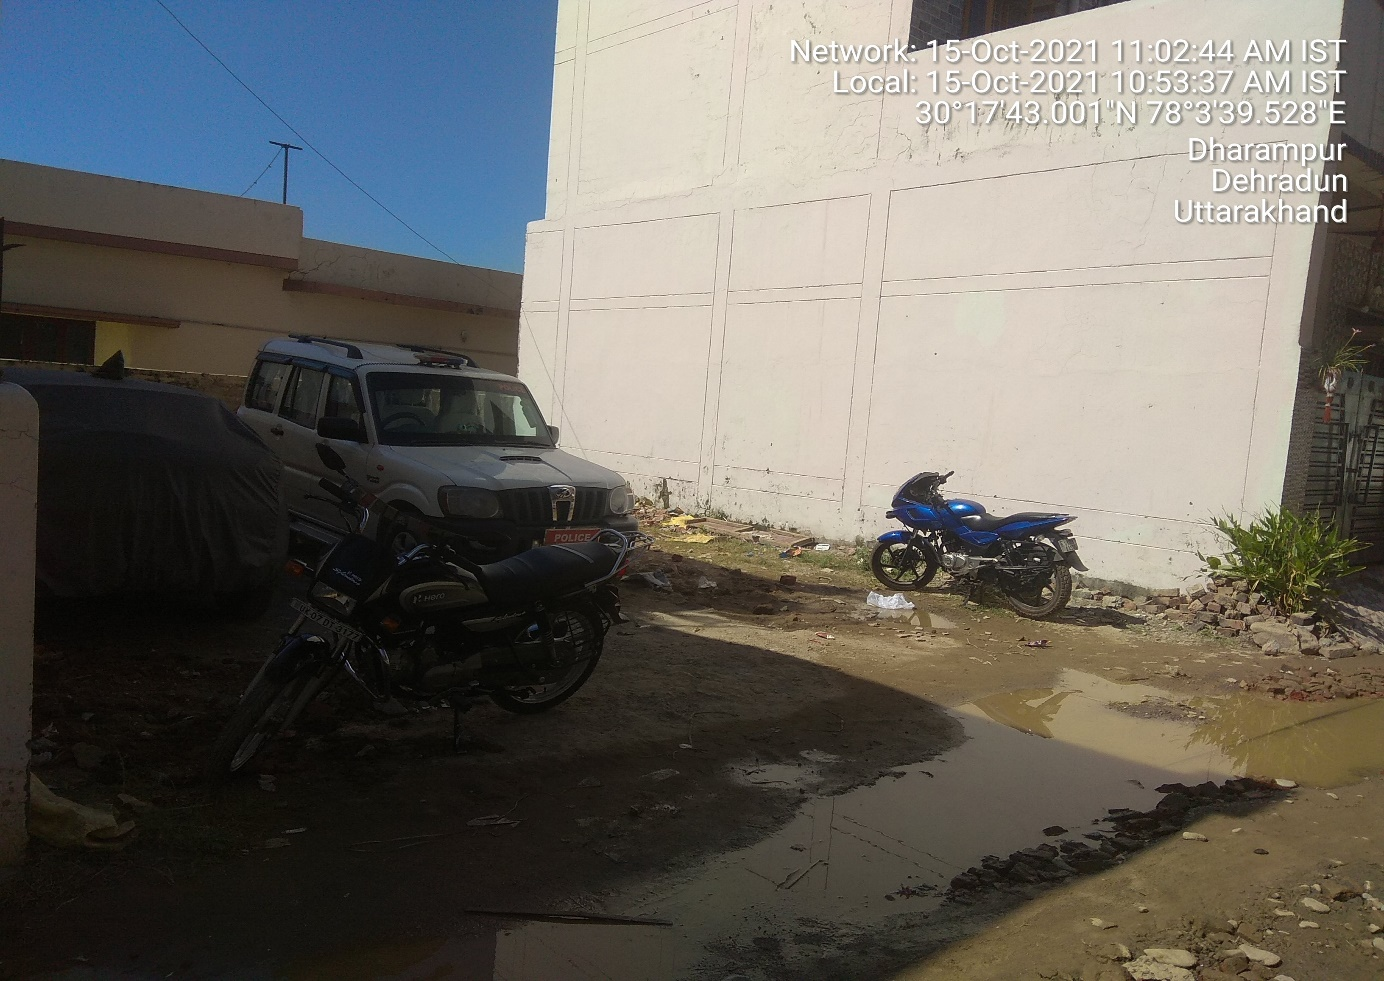 Network: 15-Oct-2021 11:02:44 AM IST
Local: 15-Oct-2021 10:53:37 AM IST
30°17'43.001"N 78°3'39.528"E
Dharampur
Dehradun
Uttarakhand
POLICE
Hero